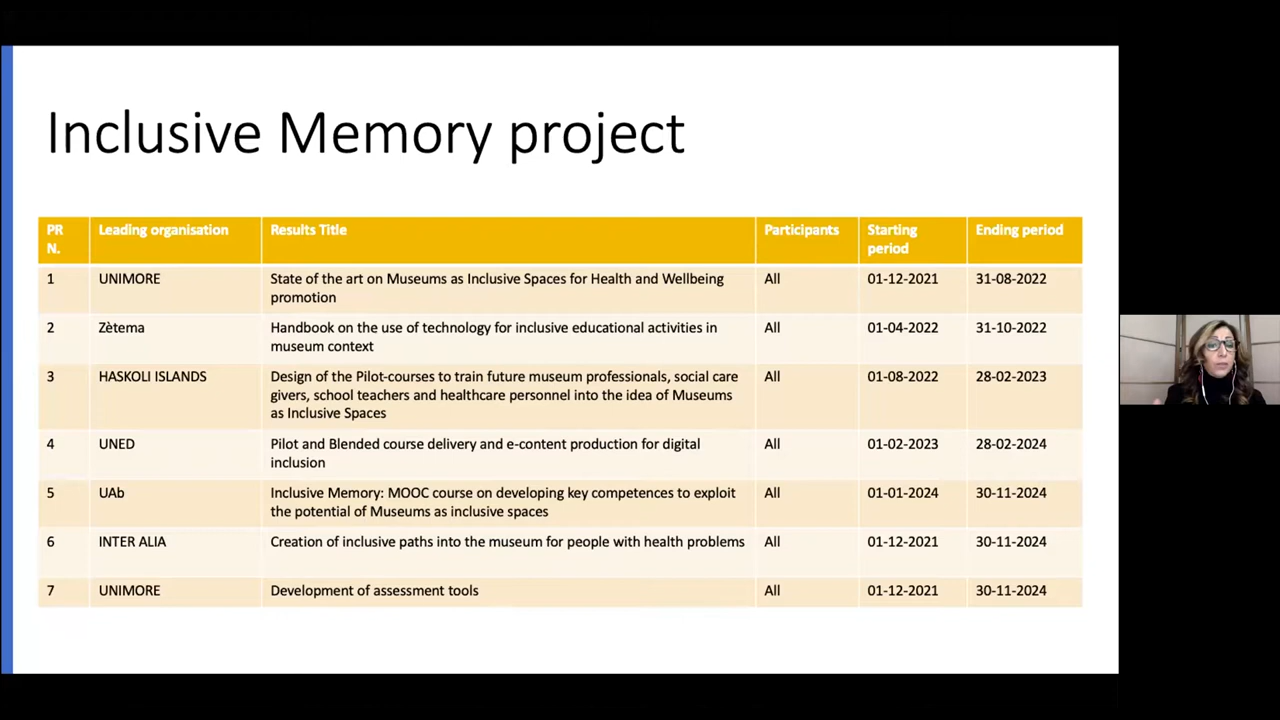 Inclusive Memory project
PR N. Leading organisation Results Title Participants Starting period Ending period
1 UNIMORE State of the art on Museums as Inclusive Spaces for Health and Wellbeing
promotion All 01-12-2021 31-08-2022
2 Zètema Handbook on the use of technology for inclusive educational activities in
museum context All 01-04-2022 31-10-2022
3 HASKOLI ISLANDS Design of the Pilot-courses to train future museum professionals, social care
givers, school teachers and healthcare personnel into the idea of Museums
as Inclusive Spaces All 01-08-2022 28-02-2023
4 UNED Pilot and Blended course delivery and e-content production for digital
inclusion All 01-02-2023 28-02-2024
5 UAb Inclusive Memory: MOOC course on developing key competences to exploit
the potential of Museums as inclusive spaces All 01-01-2024 30-11-2024
6 INTER ALIA Creation of inclusive paths into the museum for people with health problems All 01-12-2021 30-11-2024
7 UNIMORE Development of assessment tools All 01-12-2021 30-11-2024